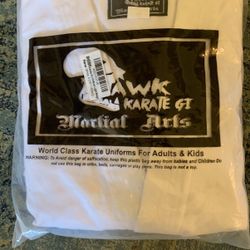 AWK
KARATE GI
Martial Arts
World Class Karate Uniforms For Adults & Kids
WARNING: To Avoid danger of suffocation, keep this plastic bag away from babies and Children Do
not use this bag in cribs, beds, carriages or play pens. This bag is not a toy.